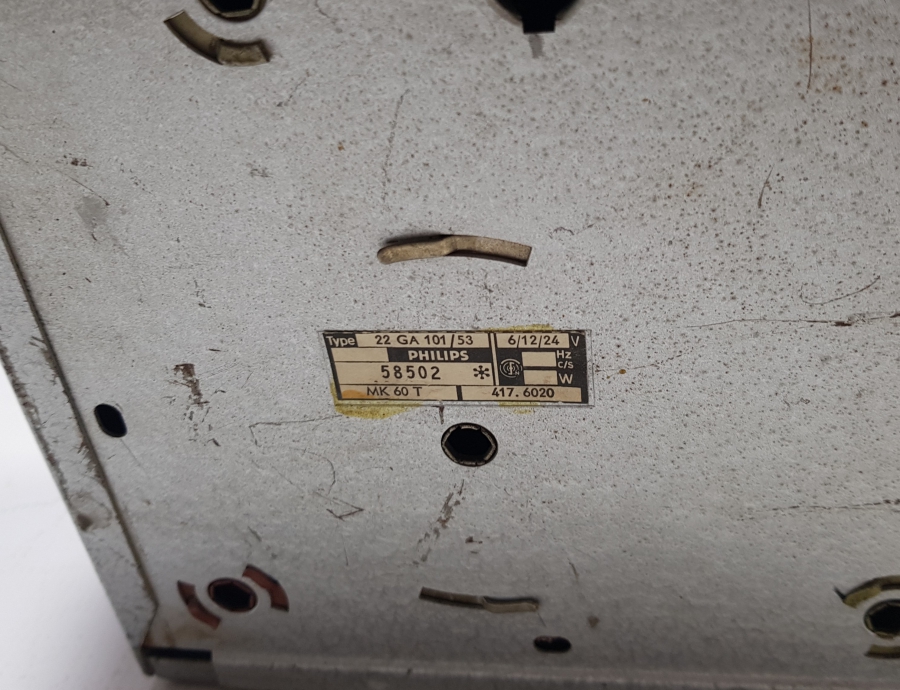 Type 22 GA 101/53 6/12/24 V
PHILIPS Hz
58502 * c/s
W
MK 60 T 417.6020